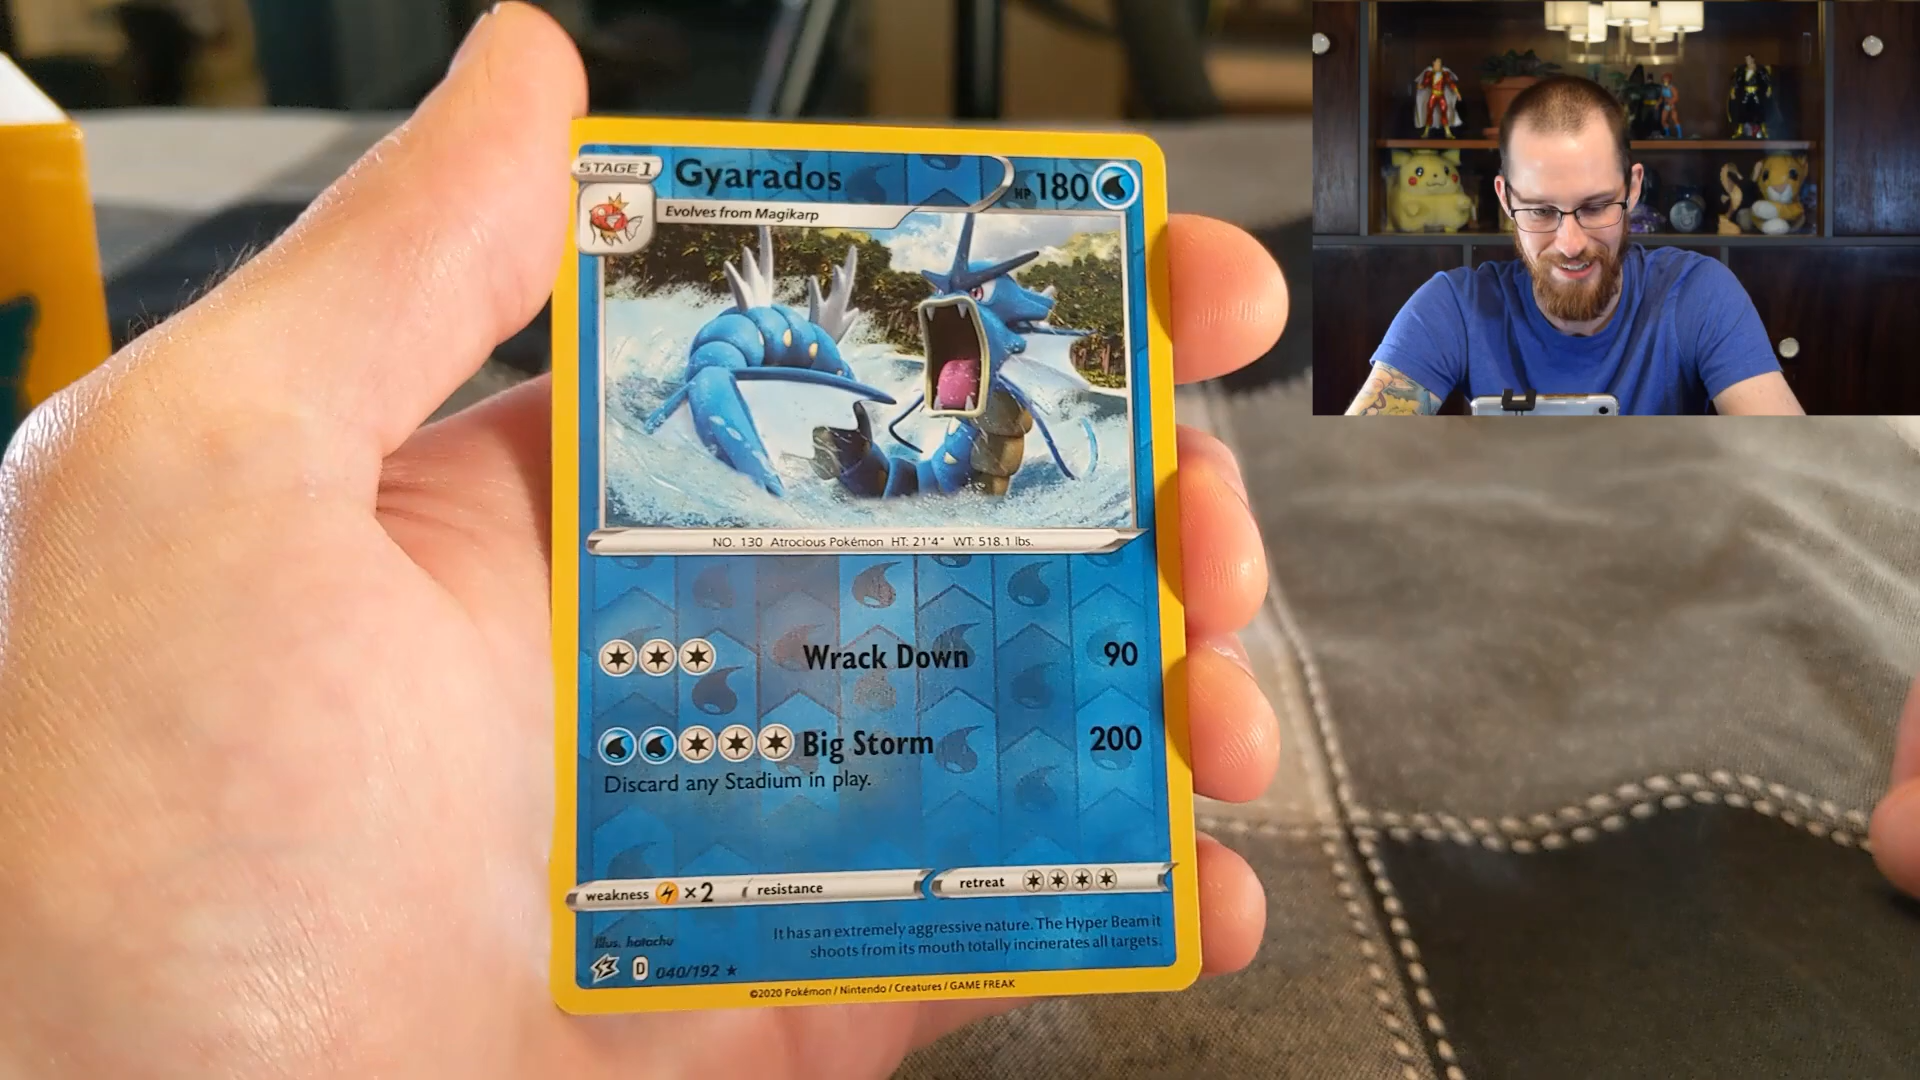 STAGE 1
Gyarados
HP 180
Evolves from Magikarp
NO. 130 Atrocious Pokémon HT: 21'4" WT: 518.1 lbs.
Wrack Down 90
Big Storm 200
Discard any Stadium in play.
weakness ×2 resistance retreat
It has an extremely aggressive nature. The Hyper Beam it
shoots from its mouth totally incinerates all targets.
Illus. hatachu
D 040/192 ★
©2020 Pokémon / Nintendo / Creatures / GAME FREAK